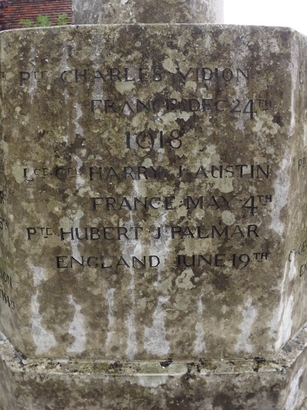 PTE CHARLES VIDION
FRANCE DEC 24TH
1918
LCE CPL HARRY J AUSTIN
FRANCE MAY 4TH
PTE HUBERT J PALMAR
ENGLAND JUNE 19TH